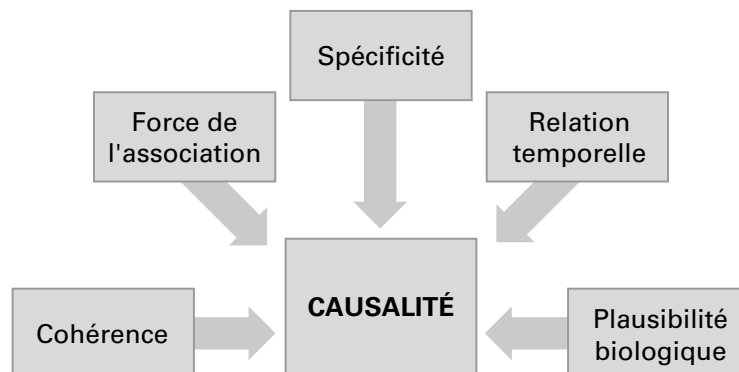 Spécificité
Force de
l'association
Relation
temporelle
CAUSALITÉ
Cohérence
Plausibilité
biologique